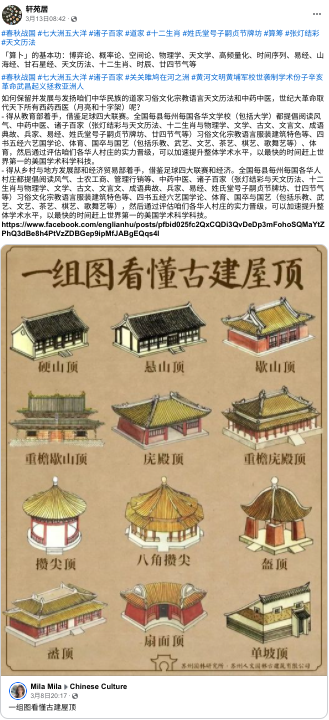 轩苑居
3月13日08:42 ·
#春秋战国 #七大洲五大洋 #诸子百家 #道家 #十二生肖 #姓氏堂号子嗣贞节牌坊 #算筹 #张灯结彩
#天文历法
「算卜」的基本功：博弈论、概率论、空间论、物理学、天文学、高频量化、时间序列、易经、山
海经、甘石星经、天文历法、十二生肖、时辰、廿四节气等
#春秋战国 #七大洲五大洋 #诸子百家 #关关雎鸠在河之洲 #黄河文明黄埔军校世袭制学术份子辛亥
革命武昌起义拯救亚洲人
如何保留并发展与发扬咱们中华民族的道家习俗文化宗教语言天文历法和中药中医，世纪大革命取
代天下所有西药西医（月亮和十字架）呢？
- 得从教育部着手，借鉴足球四大联赛。全国每县每州每国各华文学校（包括大学）都提倡阅读风
气、中药中医、诸子百家（张灯结彩与天文历法、十二生肖与物理学、文学、古文、文言文、成语
典故、兵家、易经、姓氏堂号子嗣贞节牌坊、廿四节气等）习俗文化宗教语言服装建筑特色等、四
书五经六艺国学论、体育、国卒与国艺（包括乐教、武艺、文艺、茶艺、棋艺、歌舞艺等）、体
育，然后通过评估咱们各华人村庄的实力晋级，可以加速提升整体学术水平，以最快的时间赶上世
界第一的美国学术科学科技。
- 得从乡村与地方发展部和经济贸易部着手，借鉴足球四大联赛和经济。全国每县每州每国各华人
村庄都提倡阅读风气、士农工商、管理行销等、中药中医、诸子百家（张灯结彩与天文历法、十二
生肖与物理学、文学、古文、文言文、成语典故、兵家、易经、姓氏堂号子嗣贞节牌坊、廿四节气
等）习俗文化宗教语言服装建筑特色等、四书五经六艺国学论、体育、国卒与国艺（包括乐教、武
艺、文艺、茶艺、棋艺、歌舞艺等），然后通过评估咱们各华人村庄的实力晋级，可以加速提升整
体学术水平，以最快的时间赶上世界第一的美国学术科学科技。
https://www.facebook.com/englianhu/posts/pfbid025fc2QxCQDi3QvDeDp3mFohoSQMaYtZ
PhQ3dBe8h4PtVzZDBGep9ipMfJABgEQqs4l
一组图看懂古建屋顶
硬山顶 悬山顶 歇山顶
重檐歇山顶 庑殿顶 重檐庑殿顶
攒尖顶 八角攒尖 盔顶
盝顶 扇面顶 单坡顶
苏州园林研究所·苏州人文园林古建筑有限公司
Mila Mila ▸ Chinese Culture
3月8日20:17 ·
一组图看懂古建屋顶